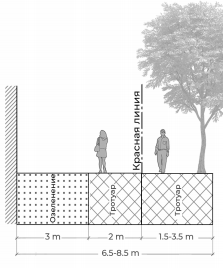 Красная линия
Озеленение
Тротуар
Тротуар
3 m
2 m
1.5-3.5 m
6.5-8.5 m